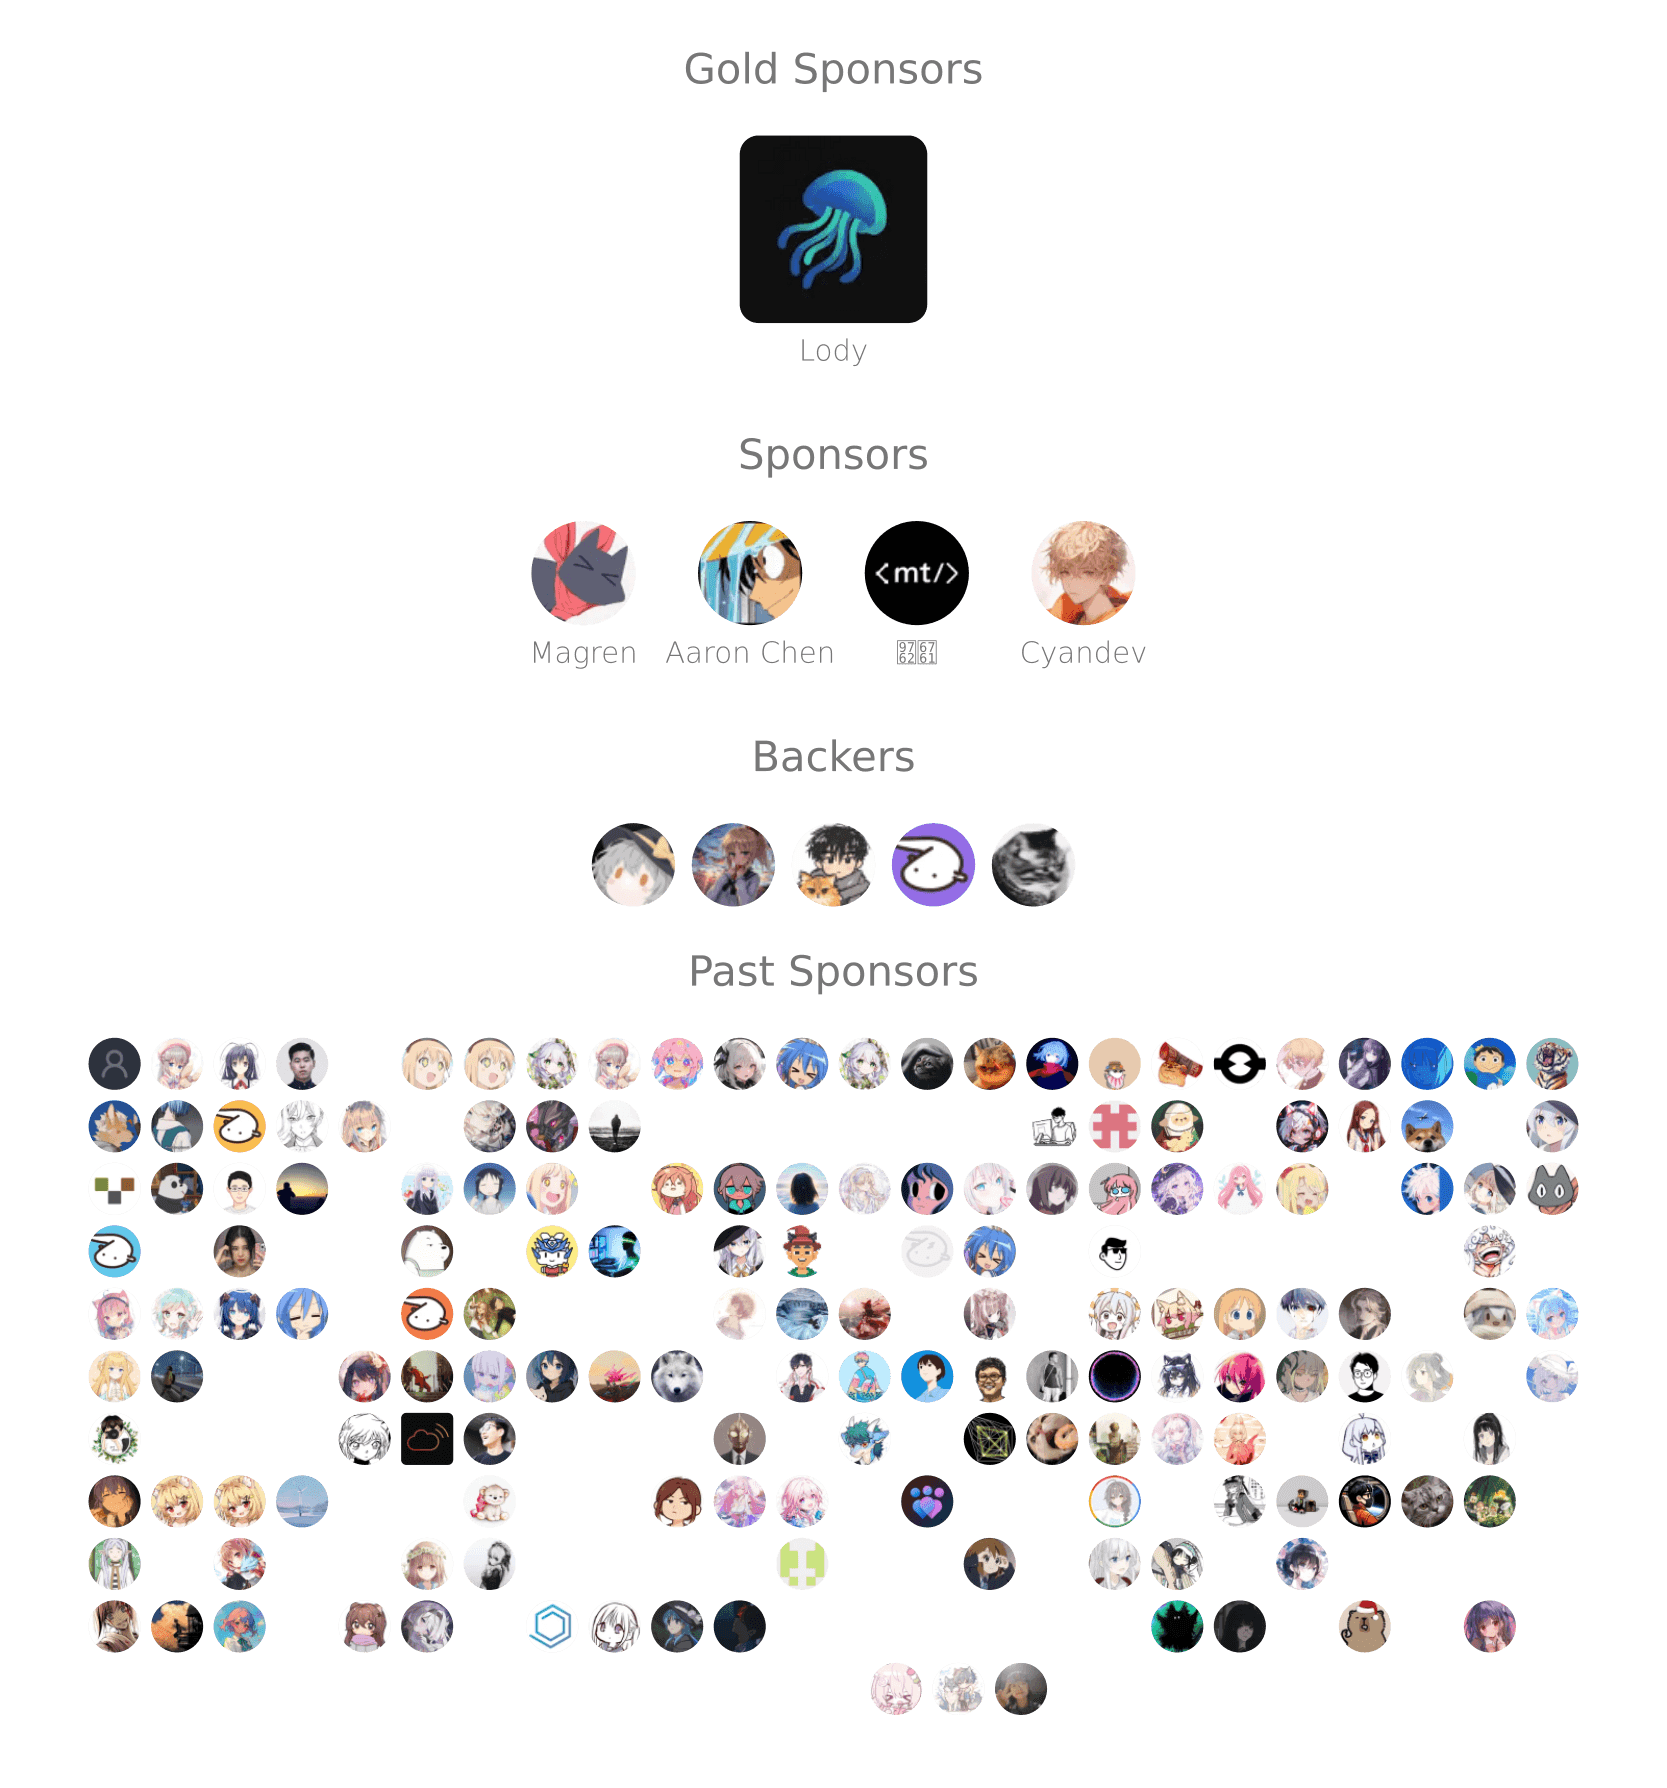 Gold Sponsors
Lody
Sponsors
<mt/>
Magren Aaron Chen Cyandev
Backers
Past Sponsors